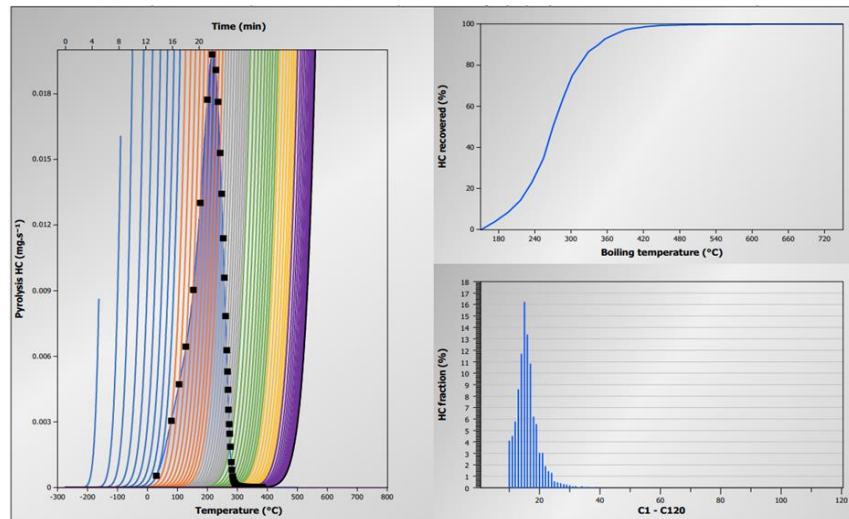 Time (min)
0 4 8 12 16 20
0.018
0.015
0.012
0.009
0.006
0.003
0
Pyrolysis HC (mg.s⁻¹)
-300 -200 -100 0 100 200 300 400 500 600 700 800
Temperature (°C)
100
80
60
40
20
0
HC recovered (%)
180 240 300 360 420 480 540 600 660 720
Boiling temperature (°C)
18
17
16
15
14
13
12
11
10
9
8
7
6
5
4
3
2
1
0
HC fraction (%)
20 40 60 80 100 120
C1 - C120